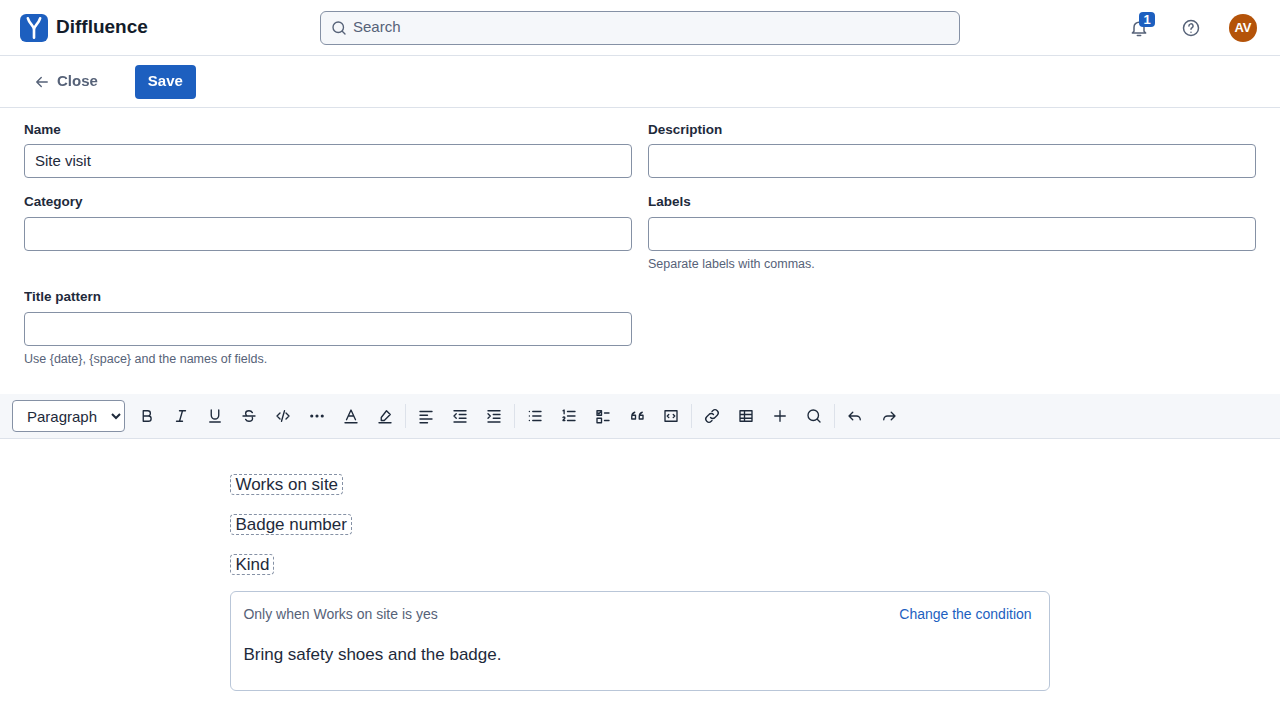 Diffluence
Search
1
AV
Close
Save
Name
Description
Site visit
Category
Labels
Separate labels with commas.
Title pattern
Use {date}, {space} and the names of fields.
Paragraph
Works on site
Badge number
Kind
Only when Works on site is yes
Change the condition
Bring safety shoes and the badge.